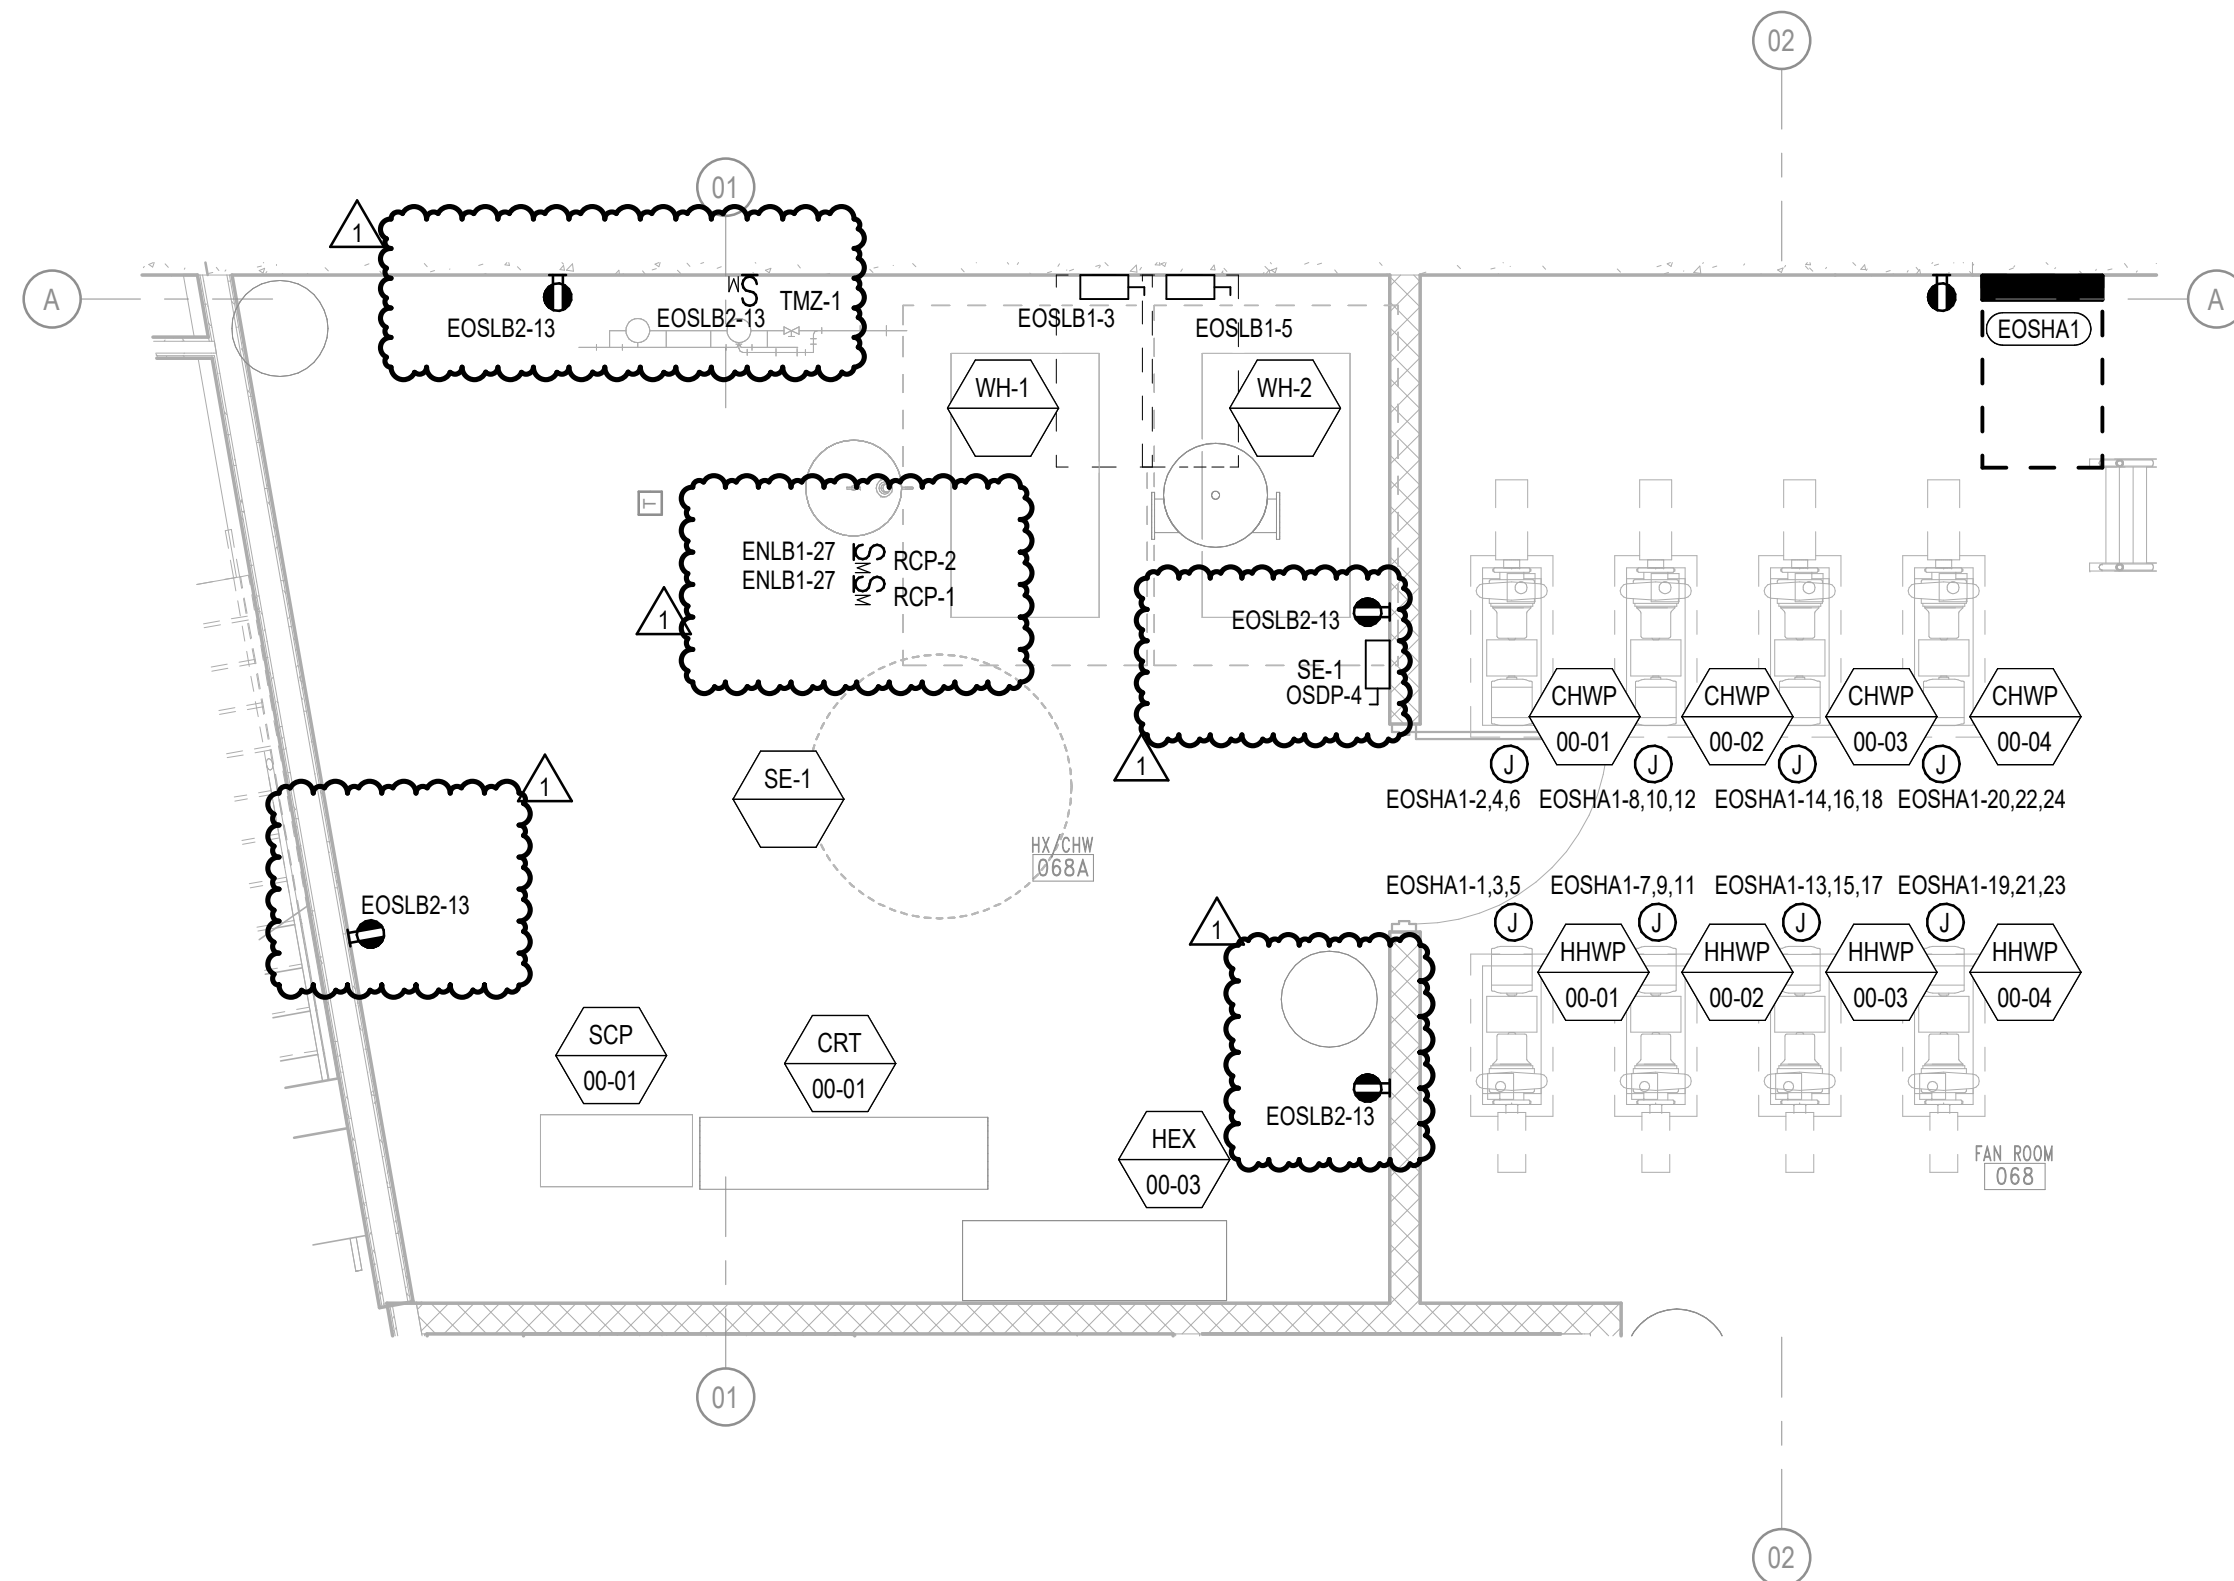 02
01
1
A
A
SM
TMZ-1
EOSLB2-13
EOSLB2-13
EOSLB1-3
EOSLB1-5
EOSHA1
WH-1
WH-2
T
ENLB1-27
SM
RCP-2
ENLB1-27
SM
RCP-1
1
EOSLB2-13
SE-1
OSDP-4
1
CHWP
00-01
CHWP
00-02
CHWP
00-03
CHWP
00-04
J
J
J
J
EOSHA1-2,4,6
EOSHA1-8,10,12
EOSHA1-14,16,18
EOSHA1-20,22,24
SE-1
1
HX/CHW
068A
EOSLB2-13
EOSHA1-1,3,5
EOSHA1-7,9,11
EOSHA1-13,15,17
EOSHA1-19,21,23
1
J
J
J
J
HHWP
00-01
HHWP
00-02
HHWP
00-03
HHWP
00-04
SCP
00-01
CRT
00-01
EOSLB2-13
HEX
00-03
FAN ROOM
068
01
02